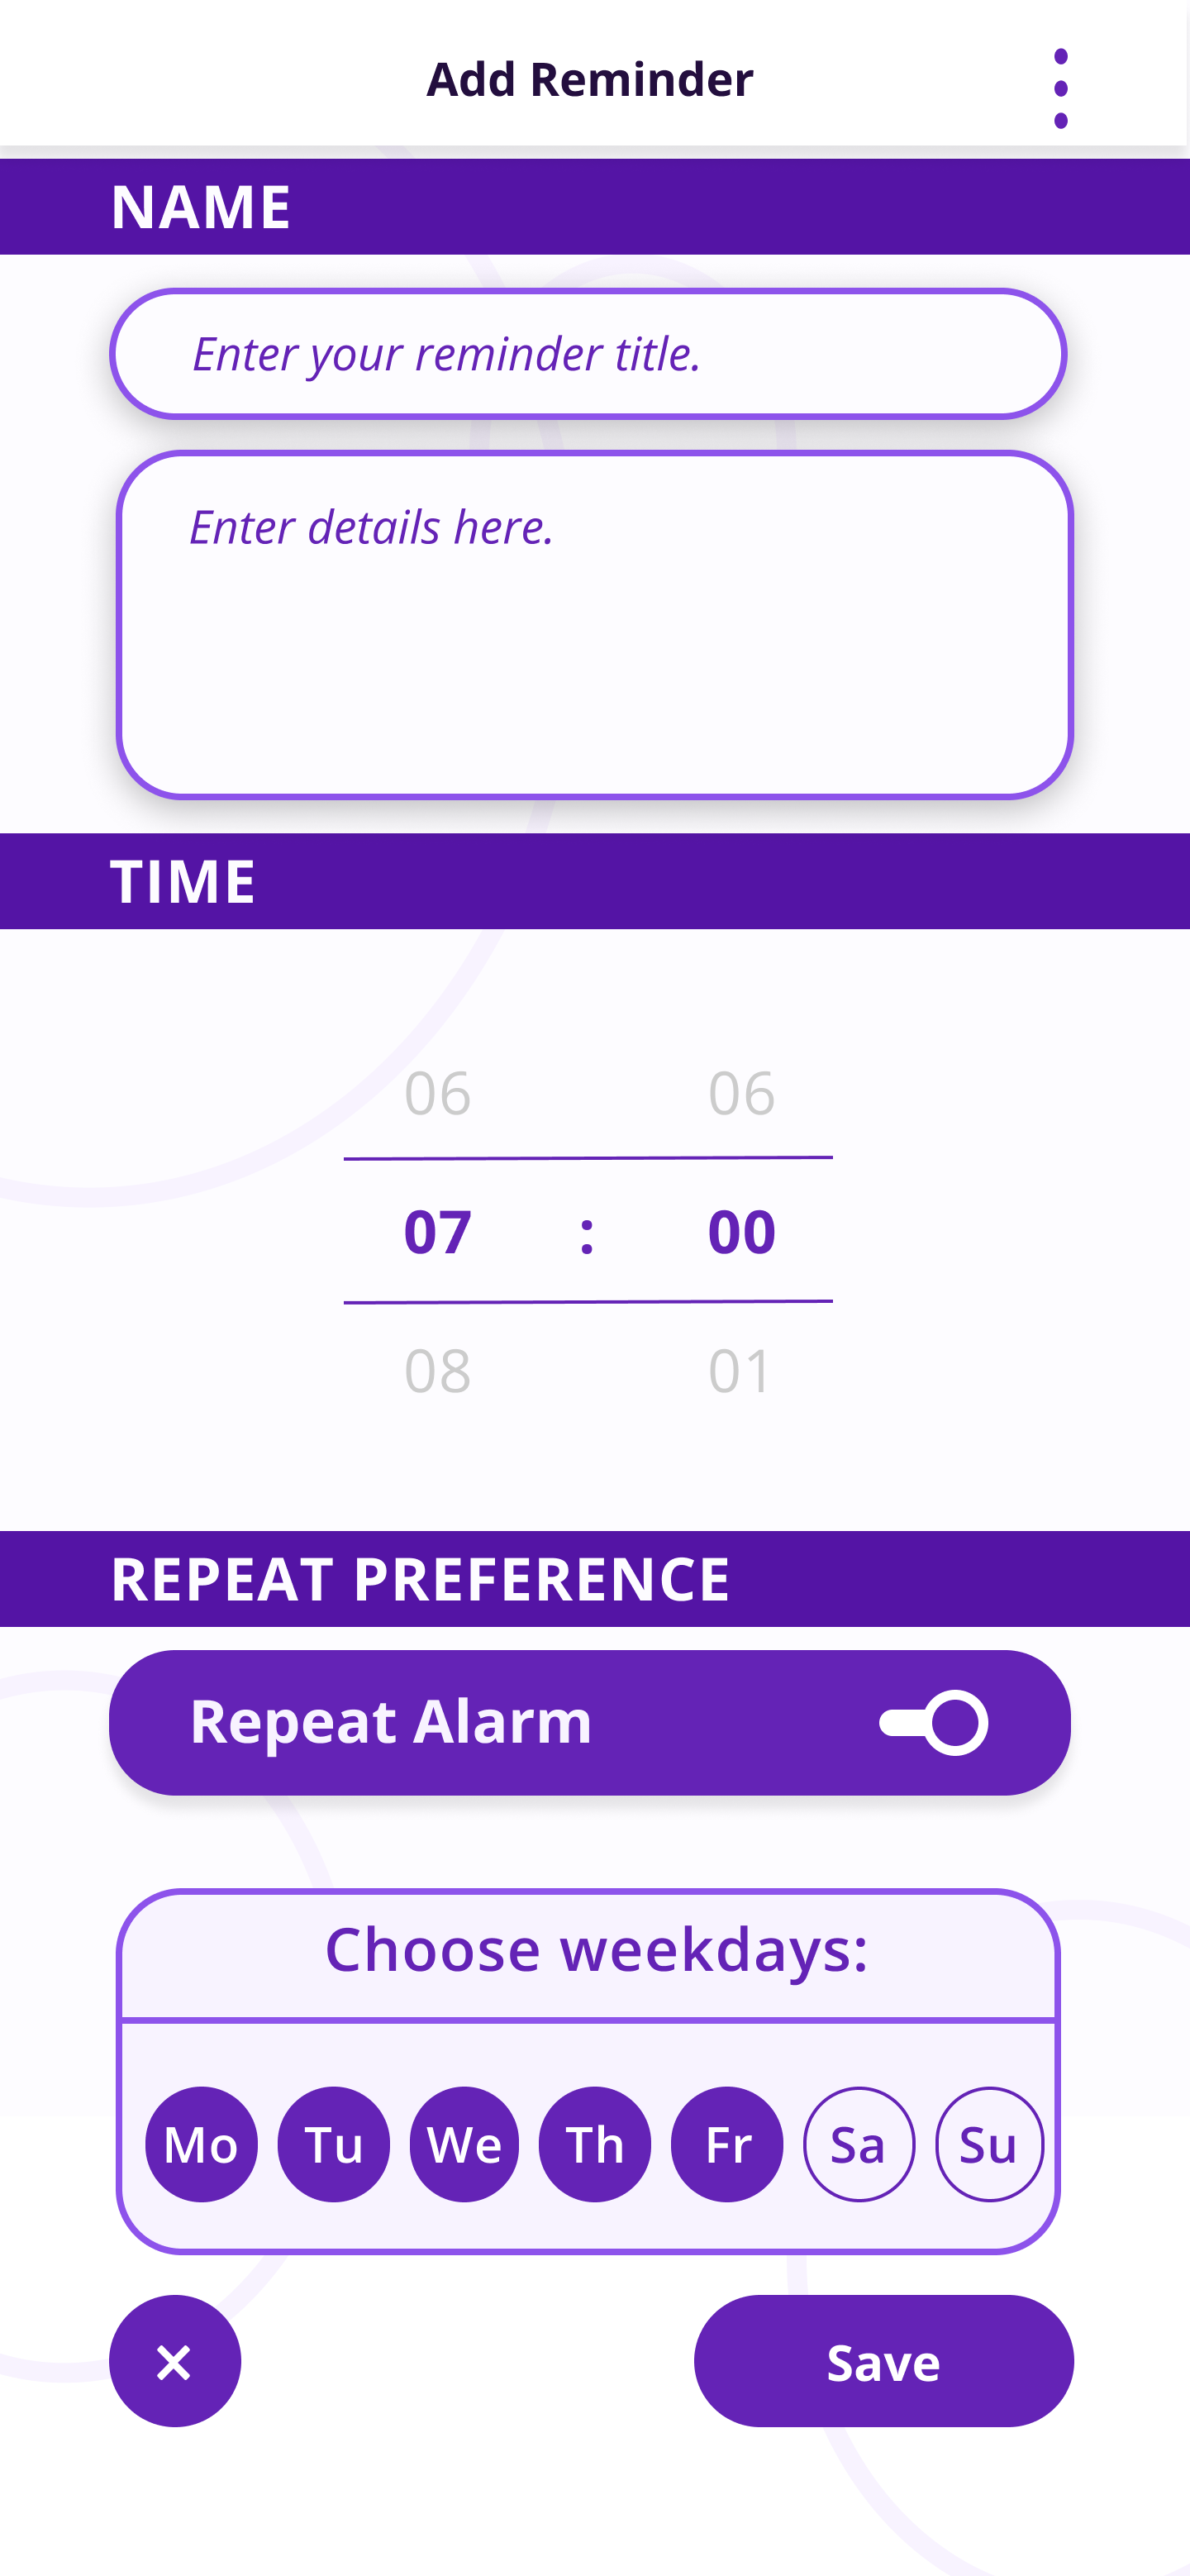 Add Reminder
NAME
Enter your reminder title.
Enter details here.
TIME
06 06
07 : 00
08 01
REPEAT PREFERENCE
Repeat Alarm
Choose weekdays:
Mo Tu We Th Fr Sa Su
Save